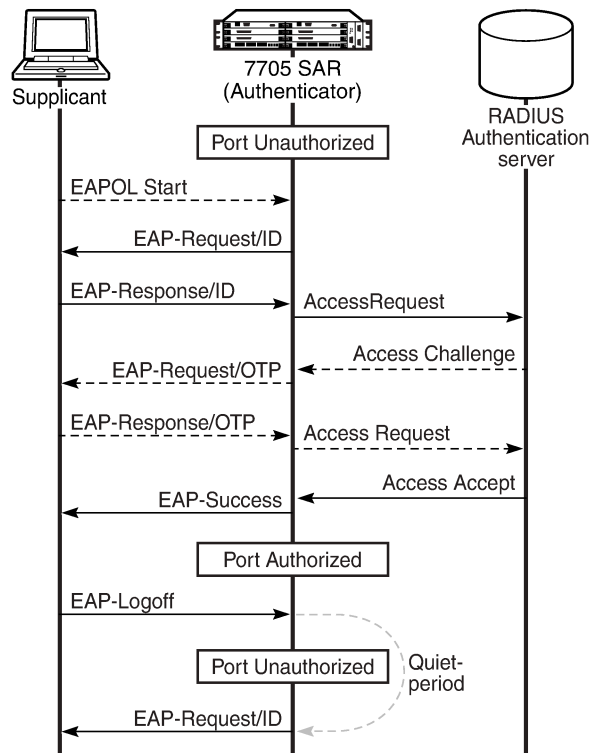 Supplicant
7705 SAR
(Authenticator)
RADIUS
Authentication
server
Port Unauthorized
EAPOL Start
EAP-Request/ID
EAP-Response/ID
AccessRequest
Access Challenge
EAP-Request/OTP
EAP-Response/OTP
Access Request
Access Accept
EAP-Success
Port Authorized
EAP-Logoff
Port Unauthorized
Quiet-
period
EAP-Request/ID